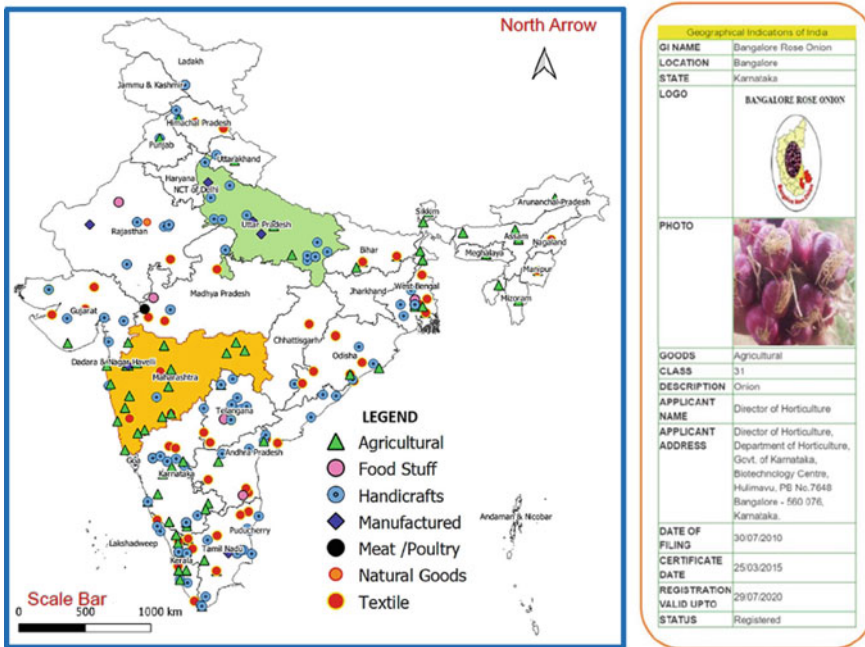 North Arrow
Ladakh
Jammu & Kashmir
Himachal Pradesh
Punjab
Uttarakhand
Haryana
NCT of Delhi
Uttar Pradesh
Rajasthan
Sikkim
Arunanchal-Pradesh
Assam
Nagaland
Meghalaya
Manipur
Mizoram
Bihar
Jharkhand
West-Bengal
Gujarat
Madhya Pradesh
Chhattisgarh
Odisha
Dadara & Nagar Havelli
Maharashtra
Telangana
Andhra Pradesh
Goa
Karnataka
Puducherry
Lakshadweep
Tamil Nadu
Kerala
Andaman & Nicobar
LEGEND
Agricultural
Food Stuff
Handicrafts
Manufactured
Meat /Poultry
Natural Goods
Textile
Scale Bar
0 500 1000 km
Geographical Indications of India
GI NAME Bangalore Rose Onion
LOCATION Bangalore
STATE Karnataka
LOGO BANGALORE ROSE ONION
Bangalore Rose Onion
PHOTO
GOODS Agricultural
CLASS 31
DESCRIPTION Onion
APPLICANT NAME Director of Horticulture
APPLICANT ADDRESS Director of Horticulture,
Department of Horticulture,
Govt. of Karnataka,
Biotechnology Centre,
Hulimavu, PB No.7648
Bangalore - 560 076,
Karnataka.
DATE OF FILING 30/07/2010
CERTIFICATE DATE 25/03/2015
REGISTRATION VALID UPTO 29/07/2020
STATUS Registered